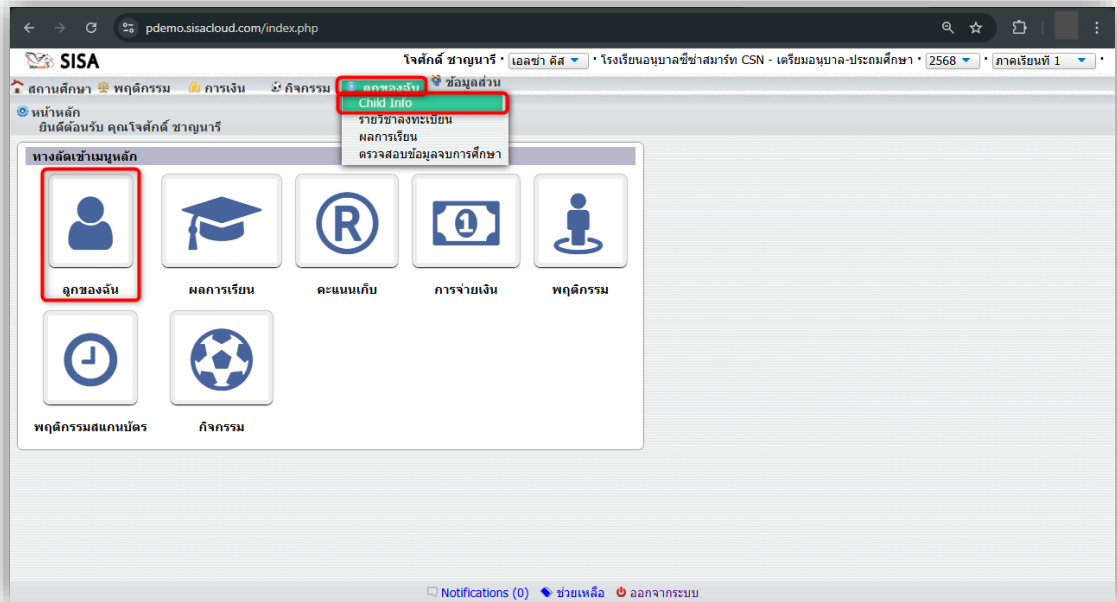 pdemo.sisacloud.com/index.php
SISA
โจศักดิ์ ชาญนารี · เอลซ่า คิส · โรงเรียนอนุบาลซีซ่าสมาร์ท CSN - เตรียมอนุบาล-ประถมศึกษา · 2568 · ภาคเรียนที่ 1 ·
สถานศึกษา พฤติกรรม การเงิน กิจกรรม ลูกของฉัน ข้อมูลส่วน
Child Info
รายวิชาลงทะเบียน
ผลการเรียน
ตรวจสอบข้อมูลจบการศึกษา
หน้าหลัก
ยินดีต้อนรับ คุณโจศักดิ์ ชาญนารี
ทางลัดเข้าเมนูหลัก
R
1
ลูกของฉัน ผลการเรียน คะแนนเก็บ การจ่ายเงิน พฤติกรรม
พฤติกรรมสแกนบัตร กิจกรรม
Notifications (0) ช่วยเหลือ ออกจากระบบ